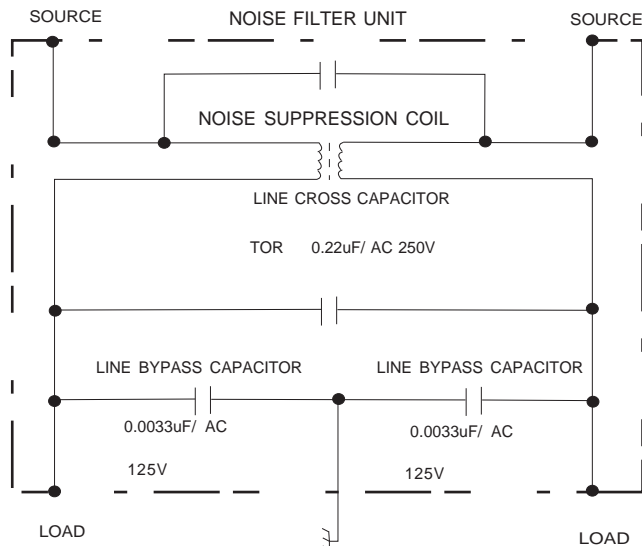 SOURCE NOISE FILTER UNIT SOURCE
NOISE SUPPRESSION COIL
LINE CROSS CAPACITOR
TOR 0.22uF/ AC 250V
LINE BYPASS CAPACITOR LINE BYPASS CAPACITOR
0.0033uF/ AC 0.0033uF/ AC
125V 125V
LOAD LOAD